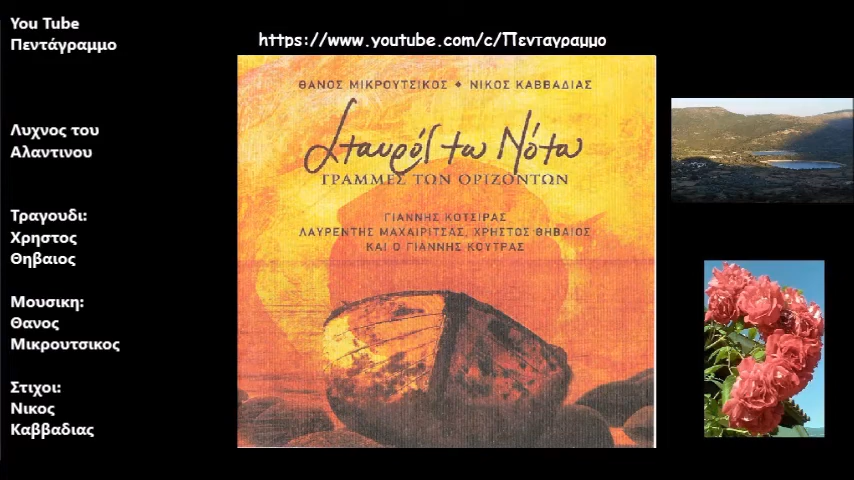 You Tube
Πεντάγραμμο
Λυχνος του
Αλαντινου
Τραγουδι:
Χρηστος
Θηβαιος
Μουσικη:
Θανος
Μικρουτσικος
Στιχοι:
Νικος
Καββαδιας
https://www.youtube.com/c/Πενταγραμμο
ΘΑΝΟΣ ΜΙΚΡΟΥΤΣΙΚΟΣ ◆ ΝΙΚΟΣ ΚΑΒΒΑΔΙΑΣ
Σταυρός του Νότου
ΓΡΑΜΜΕΣ ΤΩΝ ΟΡΙΖΟΝΤΩΝ
ΓΙΑΝΝΗΣ ΚΟΤΣΙΡΑΣ
ΛΑΥΡΕΝΤΗΣ ΜΑΧΑΙΡΙΤΣΑΣ, ΧΡΗΣΤΟΣ ΘΗΒΑΙΟΣ
ΚΑΙ Ο ΓΙΑΝΝΗΣ ΚΟΥΤΡΑΣ